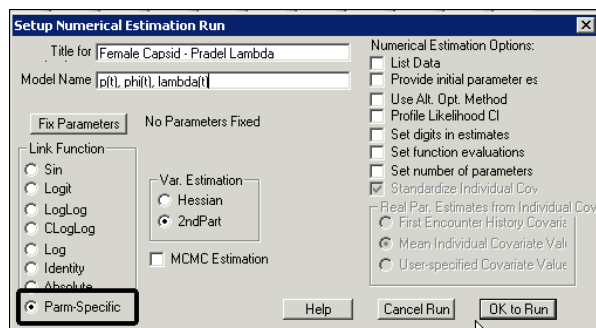 Setup Numerical Estimation Run
Title for
Female Capsid - Pradel Lambda
Model Name
p(t), phi(t), lambda(t)
Fix Parameters
No Parameters Fixed
Link Function
Sin
Logit
LogLog
CLogLog
Log
Identity
Absolute
Parm-Specific
Var. Estimation
Hessian
2ndPart
MCMC Estimation
Numerical Estimation Options:
List Data
Provide initial parameter es
Use Alt. Opt. Method
Profile Likelihood CI
Set digits in estimates
Set function evaluations
Set number of parameters
Standardize Individual Cov
Real Par. Estimates from Individual Cov
First Encounter History Covaria
Mean Individual Covariate Valu
User-specified Covariate Value
Help
Cancel Run
OK to Run